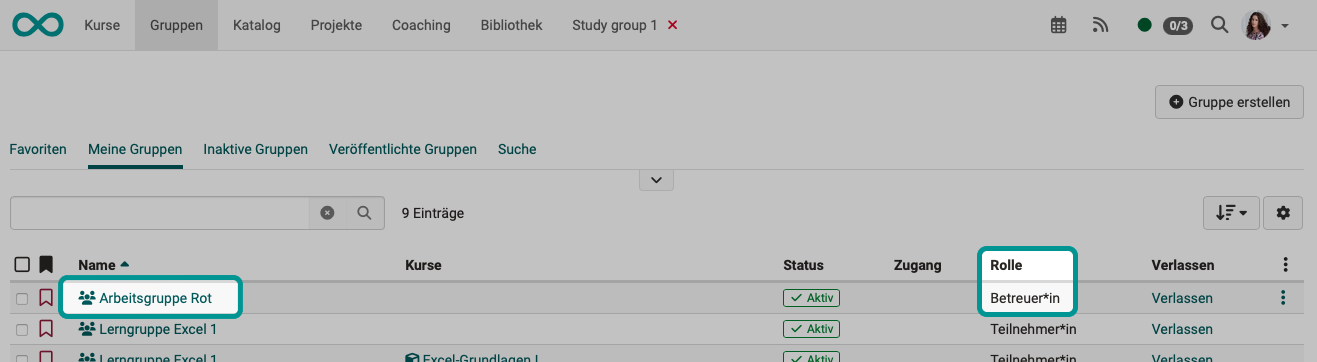 Kurse Gruppen Katalog Projekte Coaching Bibliothek Study group 1 0/3
Gruppe erstellen
Favoriten Meine Gruppen Inaktive Gruppen Veröffentlichte Gruppen Suche
9 Einträge
Name Kurse Status Zugang Rolle Verlassen
Arbeitsgruppe Rot Aktiv Betreuer*in Verlassen
Lerngruppe Excel 1 Aktiv Teilnehmer*in Verlassen
Lerngruppe Excel 1 Excel-Grundlagen I Aktiv Teilnehmer*in Verlassen